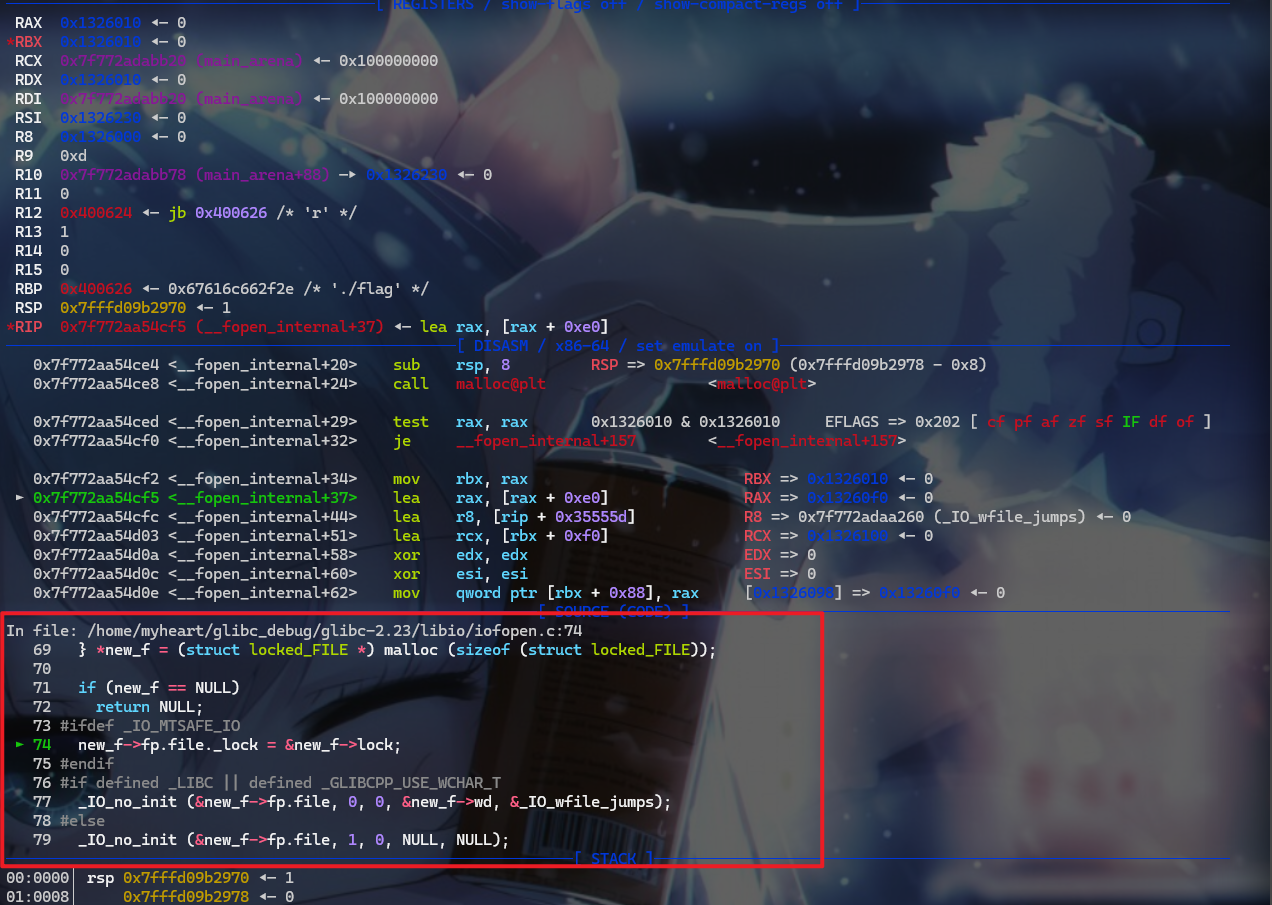 [ REGISTERS / show-flags off / show-compact-regs off ]
RAX  0x1326010 ◂— 0
*RBX  0x1326010 ◂— 0
RCX  0x7f772adabb20 (main_arena) ◂— 0x100000000
RDX  0x1326010 ◂— 0
RDI  0x7f772adabb20 (main_arena) ◂— 0x100000000
RSI  0x1326230 ◂— 0
R8   0x1326000 ◂— 0
R9   0xd
R10  0x7f772adabb78 (main_arena+88) —▸ 0x1326230 ◂— 0
R11  0
R12  0x400624 ◂— jb 0x400626 /* 'r' */
R13  1
R14  0
R15  0
RBP  0x400626 ◂— 0x67616c662f2e /* './flag' */
RSP  0x7fffd09b2970 ◂— 1
*RIP  0x7f772aa54cf5 (__fopen_internal+37) ◂— lea rax, [rax + 0xe0]
[ DISASM / x86-64 / set emulate on ]
0x7f772aa54ce4 <__fopen_internal+20>    sub    rsp, 8    RSP => 0x7fffd09b2970 (0x7fffd09b2978 - 0x8)
0x7f772aa54ce8 <__fopen_internal+24>    call   malloc@plt    <malloc@plt>
0x7f772aa54ced <__fopen_internal+29>    test   rax, rax    0x1326010 & 0x1326010    EFLAGS => 0x202 [ cf pf af zf sf IF df of ]
0x7f772aa54cf0 <__fopen_internal+32>    je     __fopen_internal+157    <__fopen_internal+157>
0x7f772aa54cf2 <__fopen_internal+34>    mov    rbx, rax    RBX => 0x1326010 ◂— 0
► 0x7f772aa54cf5 <__fopen_internal+37>    lea    rax, [rax + 0xe0]    RAX => 0x13260f0 ◂— 0
0x7f772aa54cfc <__fopen_internal+44>    lea    r8, [rip + 0x35555d]    R8 => 0x7f772adaa260 (_IO_wfile_jumps) ◂— 0
0x7f772aa54d03 <__fopen_internal+51>    lea    rcx, [rbx + 0xf0]    RCX => 0x1326100 ◂— 0
0x7f772aa54d0a <__fopen_internal+58>    xor    edx, edx    EDX => 0
0x7f772aa54d0c <__fopen_internal+60>    xor    esi, esi    ESI => 0
0x7f772aa54d0e <__fopen_internal+62>    mov    qword ptr [rbx + 0x88], rax    [0x1326098] => 0x13260f0 ◂— 0
[ SOURCE (CODE) ]
In file: /home/myheart/glibc_debug/glibc-2.23/libio/iofopen.c:74
69   } *new_f = (struct locked_FILE *) malloc (sizeof (struct locked_FILE));
70
71   if (new_f == NULL)
72     return NULL;
73 #ifdef _IO_MTSAFE_IO
► 74   new_f->fp.file._lock = &new_f->lock;
75 #endif
76 #if defined _LIBC || defined _GLIBCPP_USE_WCHAR_T
77   _IO_no_init (&new_f->fp.file, 0, 0, &new_f->wd, &_IO_wfile_jumps);
78 #else
79   _IO_no_init (&new_f->fp.file, 1, 0, NULL, NULL);
[ STACK ]
00:0000│ rsp 0x7fffd09b2970 ◂— 1
01:0008│     0x7fffd09b2978 ◂— 0